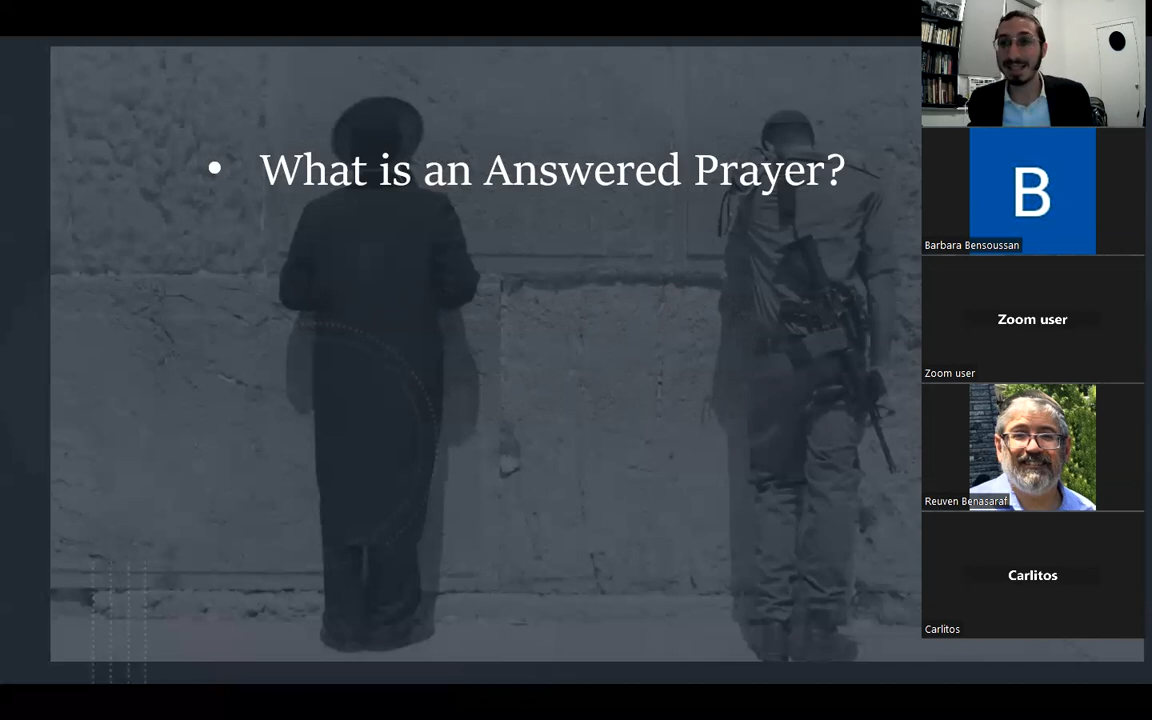 • What is an Answered Prayer?
B
Barbara Bensoussan
Zoom user
Zoom user
Reuven Benasaraf
Carlitos
Carlitos